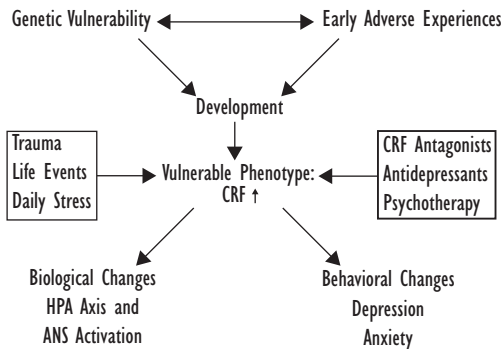 Genetic Vulnerability
Early Adverse Experiences
Development
Trauma
Life Events
Daily Stress
Vulnerable Phenotype:
CRF ↑
CRF Antagonists
Antidepressants
Psychotherapy
Biological Changes
HPA Axis and
ANS Activation
Behavioral Changes
Depression
Anxiety